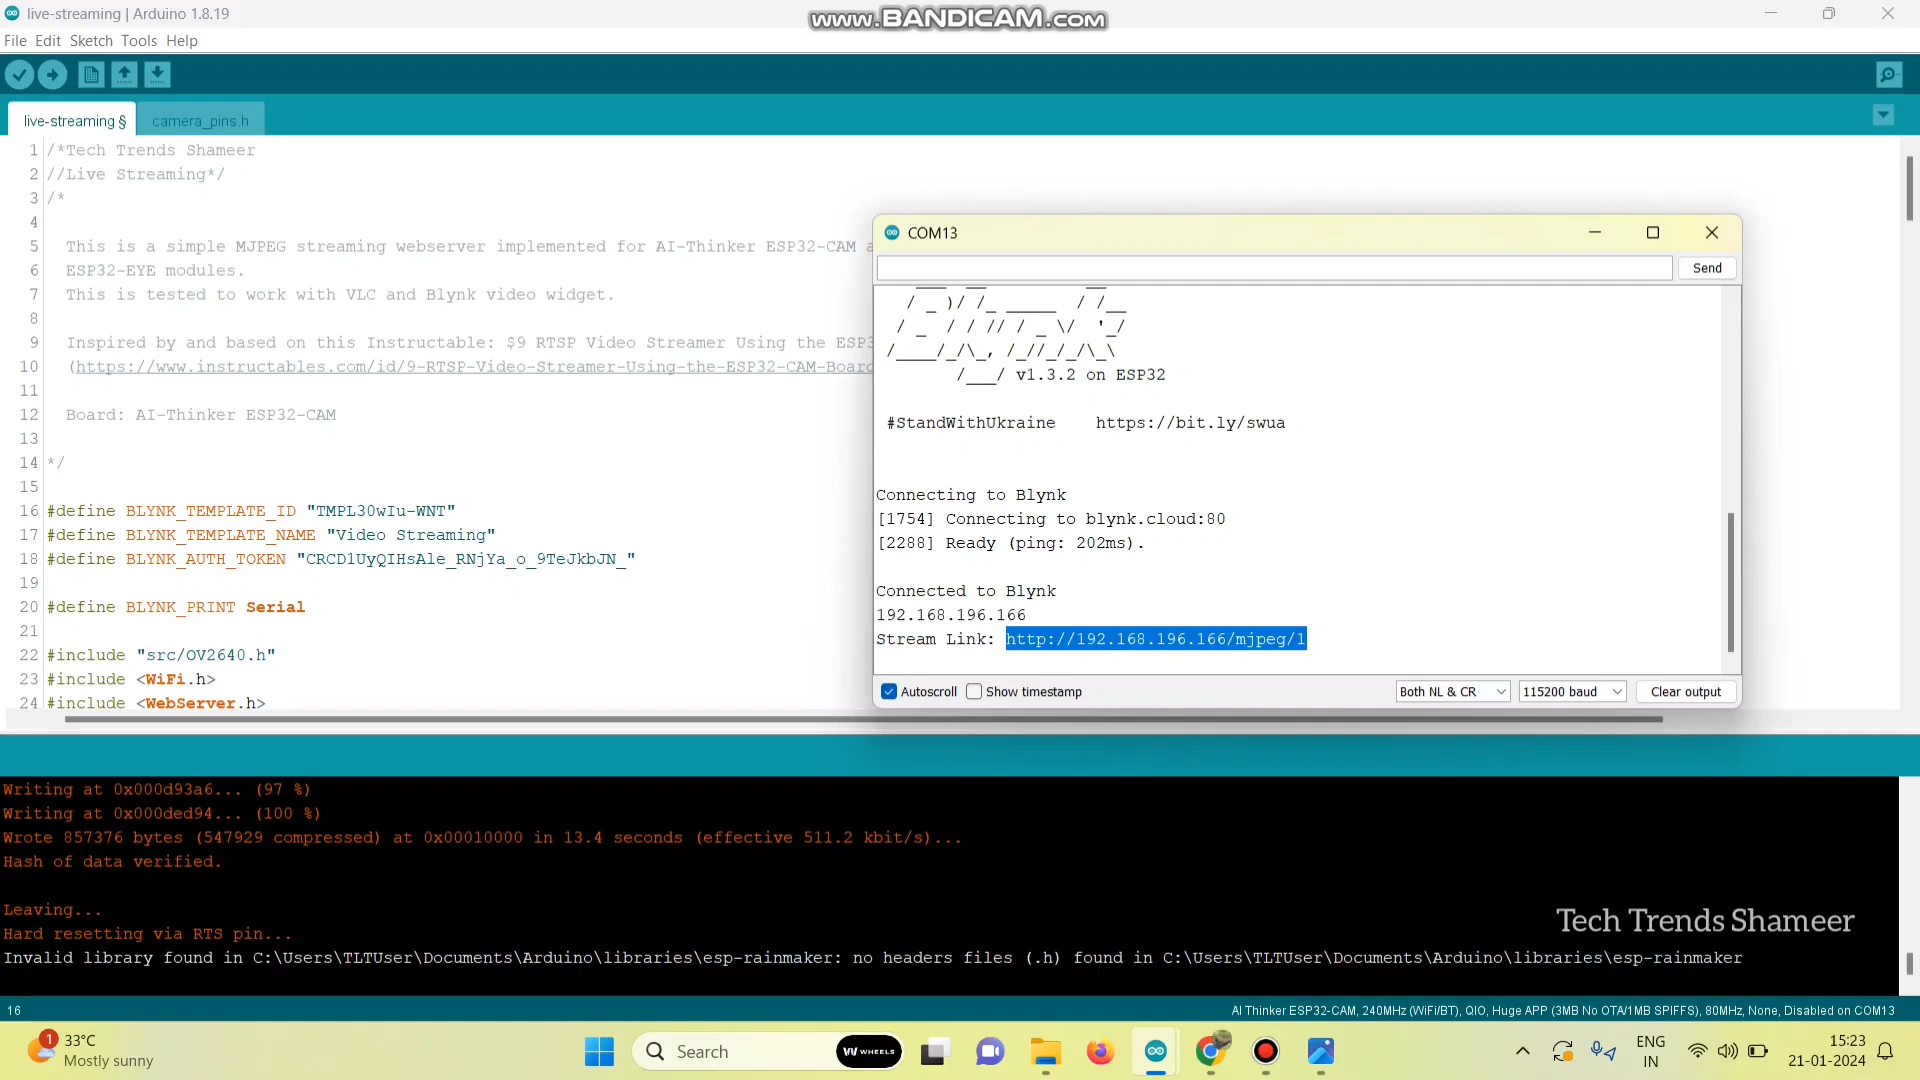 live-streaming | Arduino 1.8.19
www.BANDICAM.com
File Edit Sketch Tools Help
live-streaming §
camera_pins.h
1 /*Tech Trends Shameer
2 //Live Streaming*/
3 /*
4
5 This is a simple MJPEG streaming webserver implemented for AI-Thinker ESP32-CAM a
6 ESP32-EYE modules.
7 This is tested to work with VLC and Blynk video widget.
8
9 Inspired by and based on this Instructable: $9 RTSP Video Streamer Using the ESP3
10 (https://www.instructables.com/id/9-RTSP-Video-Streamer-Using-the-ESP32-CAM-Board
11
12 Board: AI-Thinker ESP32-CAM
13
14 */
15
16 #define BLYNK_TEMPLATE_ID "TMPL30wIu-WNT"
17 #define BLYNK_TEMPLATE_NAME "Video Streaming"
18 #define BLYNK_AUTH_TOKEN "CRCDlUyQIHsAle_RNjYa_o_9TeJkbJN_"
19
20 #define BLYNK_PRINT Serial
21
22 #include "src/OV2640.h"
23 #include <WiFi.h>
24 #include <WebServer.h>
COM13
Send
/ _ )/ /_ _____ / /__
/ _ / / // / _ \/ '_/
/____/_/\_, /_//_/_/\_\
/___/ v1.3.2 on ESP32
#StandWithUkraine https://bit.ly/swua
Connecting to Blynk
[1754] Connecting to blynk.cloud:80
[2288] Ready (ping: 202ms).
Connected to Blynk
192.168.196.166
Stream Link: http://192.168.196.166/mjpeg/1
Autoscroll Show timestamp Both NL & CR 115200 baud Clear output
Writing at 0x000d93a6... (97 %)
Writing at 0x000ded94... (100 %)
Wrote 857376 bytes (547929 compressed) at 0x00010000 in 13.4 seconds (effective 511.2 kbit/s)...
Hash of data verified.
Leaving...
Hard resetting via RTS pin...
Invalid library found in C:\Users\TLTUser\Documents\Arduino\libraries\esp-rainmaker: no headers files (.h) found in C:\Users\TLTUser\Documents\Arduino\libraries\esp-rainmaker
Tech Trends Shameer
16
AI Thinker ESP32-CAM, 240MHz (WiFi/BT), QIO, Huge APP (3MB No OTA/1MB SPIFFS), 80MHz, None, Disabled on COM13
1
33°C
Mostly sunny
Search
WHEELS
ENG
IN
15:23
21-01-2024